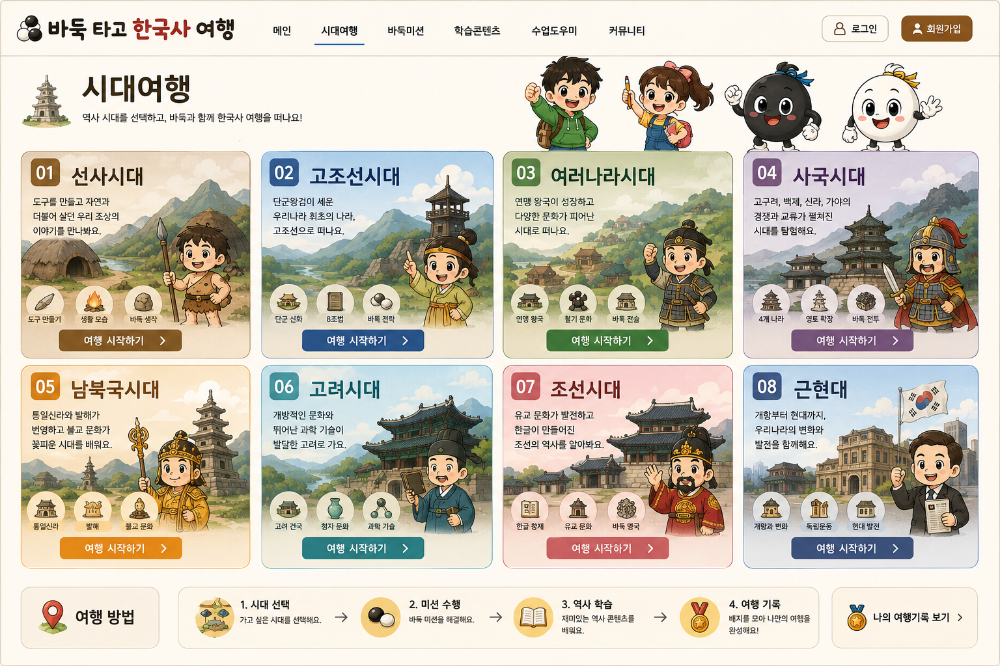 바둑 타고 한국사 여행
메인
시대여행
바둑미션
학습콘텐츠
수업도우미
커뮤니티
로그인
회원가입
시대여행
역사 시대를 선택하고, 바둑과 함께 한국사 여행을 떠나요!
01 선사시대
도구를 만들고 자연과
더불어 살던 우리 조상의
이야기를 만나봐요.
도구 만들기
생활 모습
바둑 생작
여행 시작하기
02 고조선시대
단군왕검이 세운
우리나라 최초의 나라,
고조선으로 떠나요.
단군 신화
8조법
바둑 전략
여행 시작하기
03 여러나라시대
연맹 왕국이 성장하고
다양한 문화가 피어난
시대로 떠나요.
연맹 왕국
철기 문화
바둑 전술
여행 시작하기
04 사국시대
고구려, 백제, 신라, 가야의
경쟁과 교류가 펼쳐진
시대를 탐험해요.
4개 나라
영토 확장
바둑 전투
여행 시작하기
05 남북국시대
통일신라와 발해가
번영하고 불교 문화가
꽃피운 시대를 배워요.
통일신라
발해
불교 문화
여행 시작하기
06 고려시대
개방적인 문화와
뛰어난 과학 기술이
발달한 고려로 가요.
고려 건국
청자 문화
과학 기술
여행 시작하기
07 조선시대
유교 문화가 발전하고
한글이 만들어진
조선의 역사를 알아봐요.
한글 창제
유교 문화
바둑 명국
여행 시작하기
08 근현대
개항부터 현대까지,
우리나라의 변화와
발전을 함께해요.
개항과 변화
독립운동
현대 발전
여행 시작하기
여행 방법
1. 시대 선택
가고 싶은 시대를 선택해요.
2. 미션 수행
바둑 미션을 해결해요.
3. 역사 학습
재미있는 역사 콘텐츠를
배워요.
4. 여행 기록
배지를 모아 나만의 여행을
완성해요!
나의 여행기록 보기